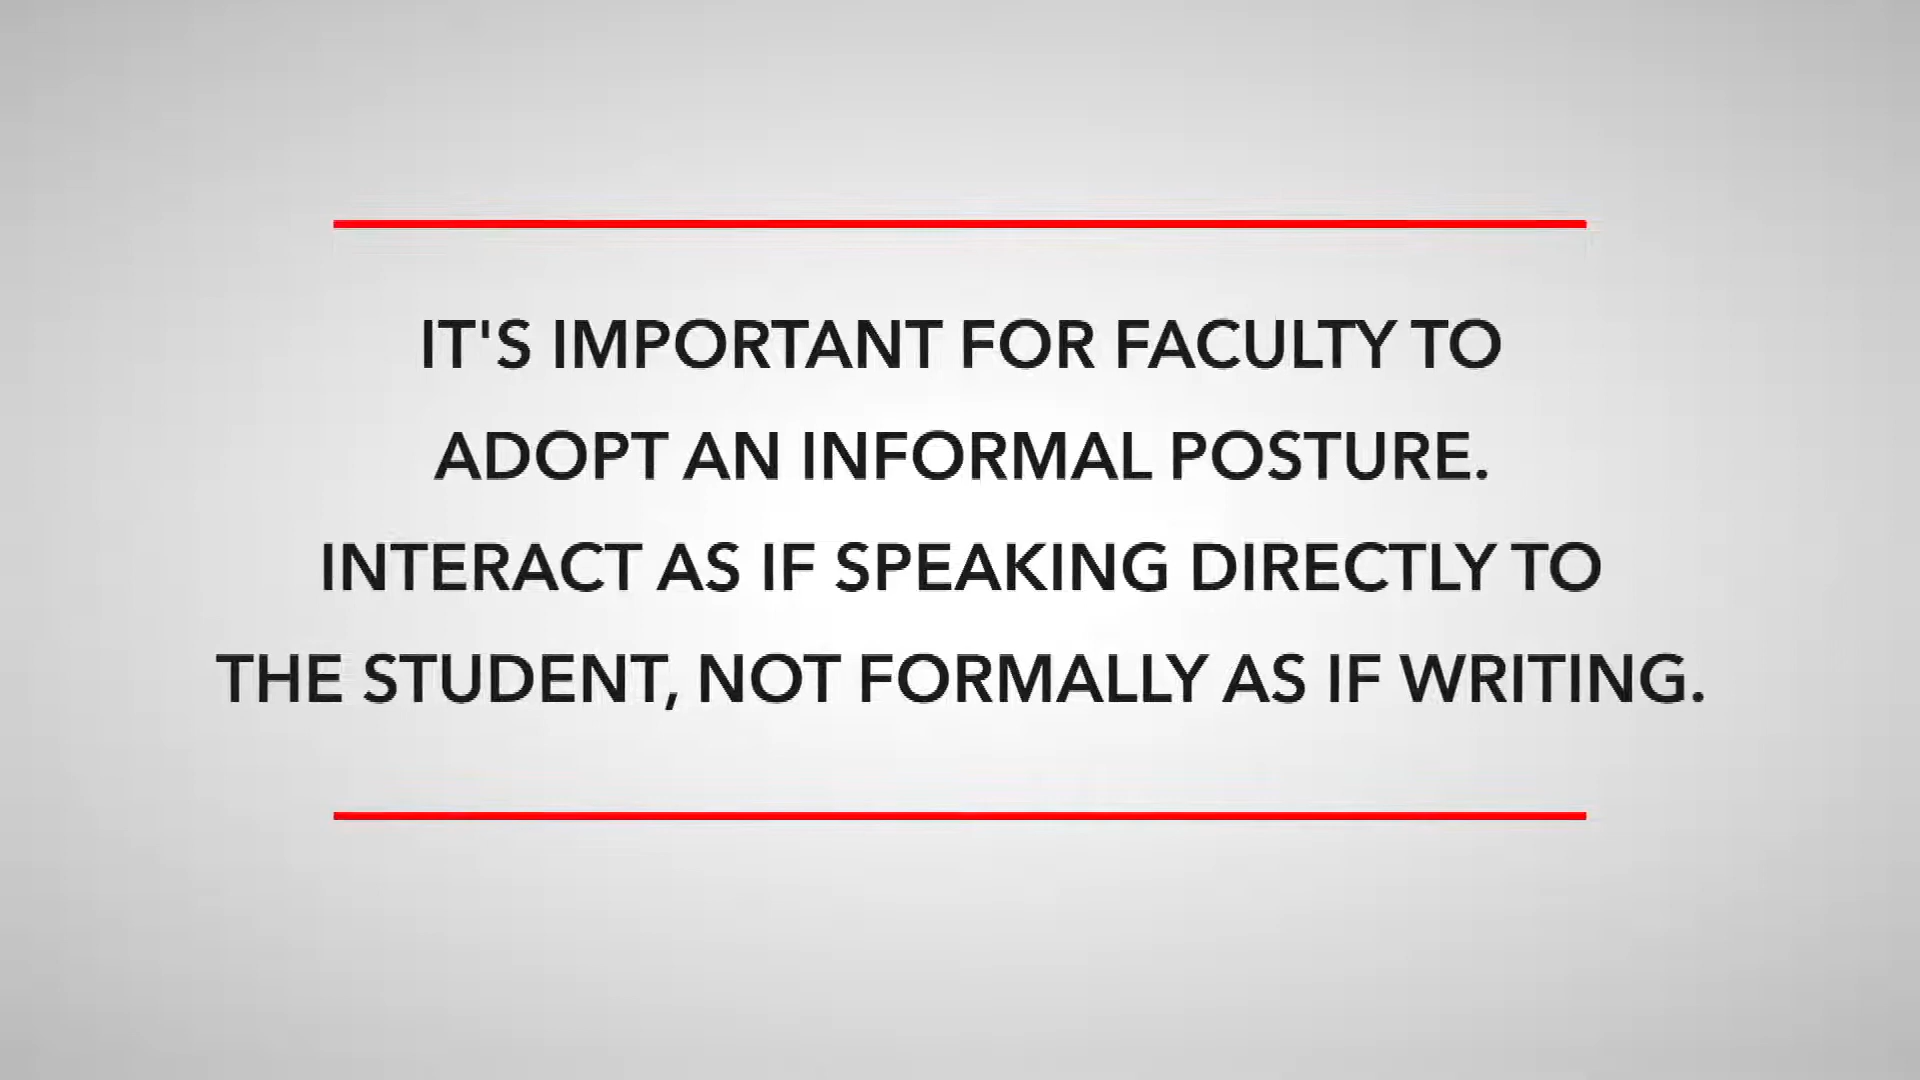 IT'S IMPORTANT FOR FACULTY TO
ADOPT AN INFORMAL POSTURE.
INTERACT AS IF SPEAKING DIRECTLY TO
THE STUDENT, NOT FORMALLY AS IF WRITING.